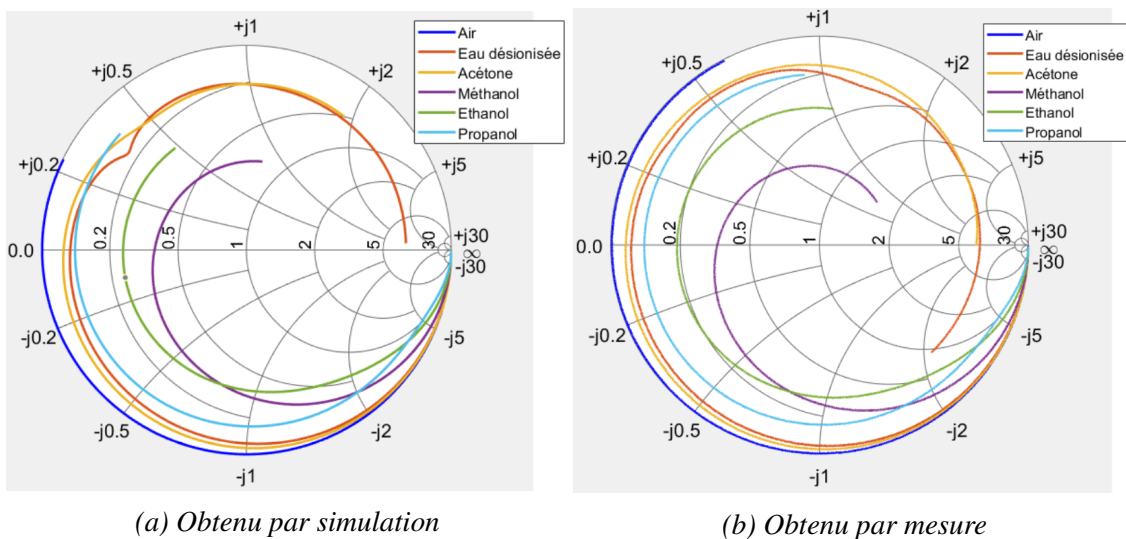 +j1
+j0.5
+j2
+j0.2
+j5
0.0
0.2
0.5
1
2
5
30
+j30
∞
-j30
-j0.2
-j5
-j0.5
-j2
-j1
Air
Eau désionisée
Acétone
Méthanol
Ethanol
Propanol
(a) Obtenu par simulation
+j1
+j0.5
+j2
+j0.2
+j5
0.0
0.2
0.5
1
2
5
30
+j30
∞
-j30
-j0.2
-j5
-j0.5
-j2
-j1
Air
Eau désionisée
Acétone
Méthanol
Ethanol
Propanol
(b) Obtenu par mesure